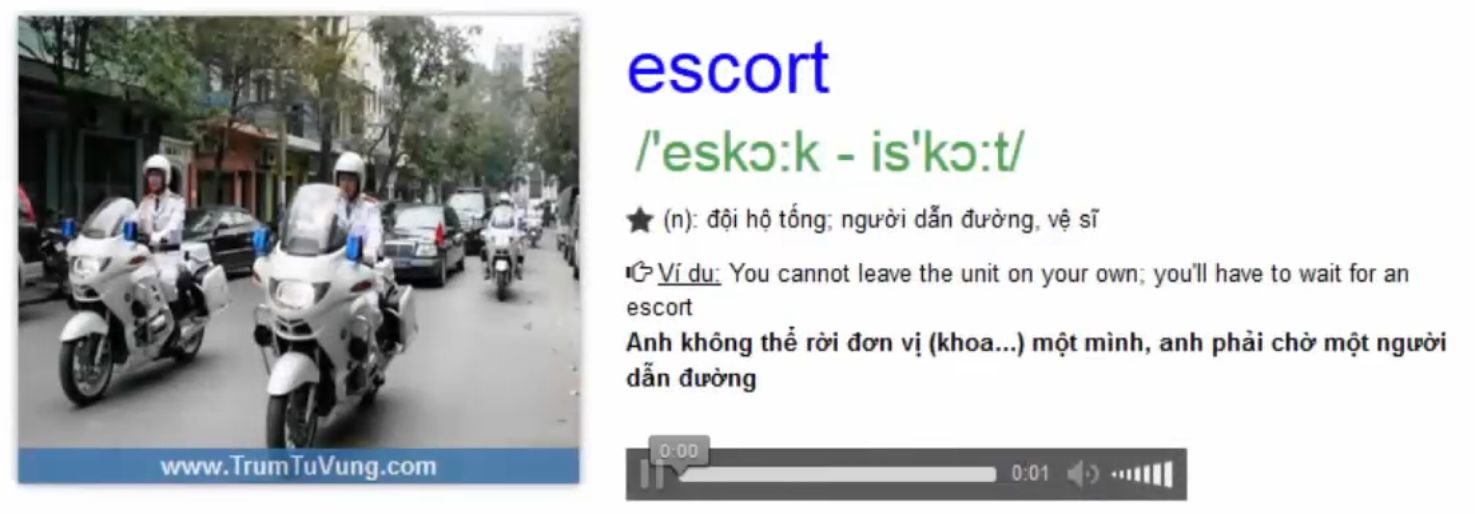 escort
/'eskɔ:k - is'kɔ:t/
(n): đội hộ tống; người dẫn đường, vệ sĩ
Ví du: You cannot leave the unit on your own; you'll have to wait for an
escort
Anh không thể rời đơn vị (khoa...) một mình, anh phải chờ một người
dẫn đường
www.TrumTuVung.com
0:00
0:01